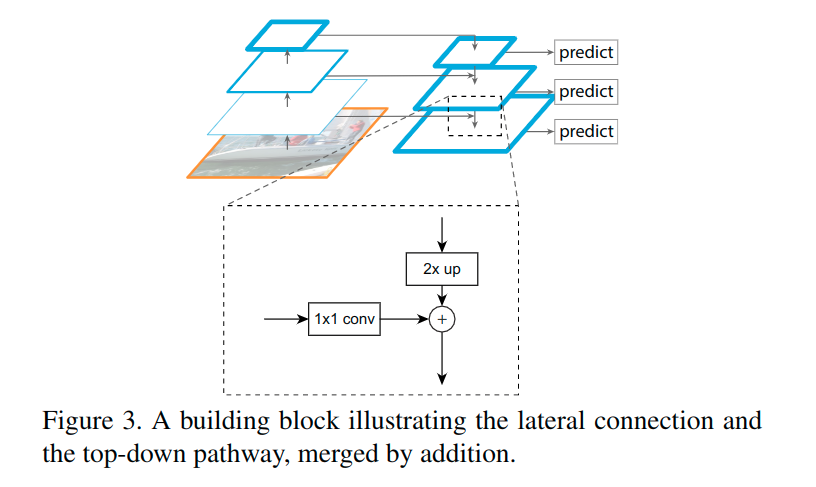 predict
predict
predict
2x up
1x1 conv
+
Figure 3. A building block illustrating the lateral connection and
the top-down pathway, merged by addition.